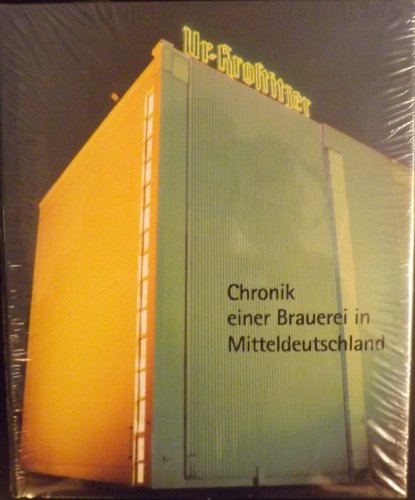 Ur-Krostitzer
Chronik
einer Brauerei in
Mitteldeutschland